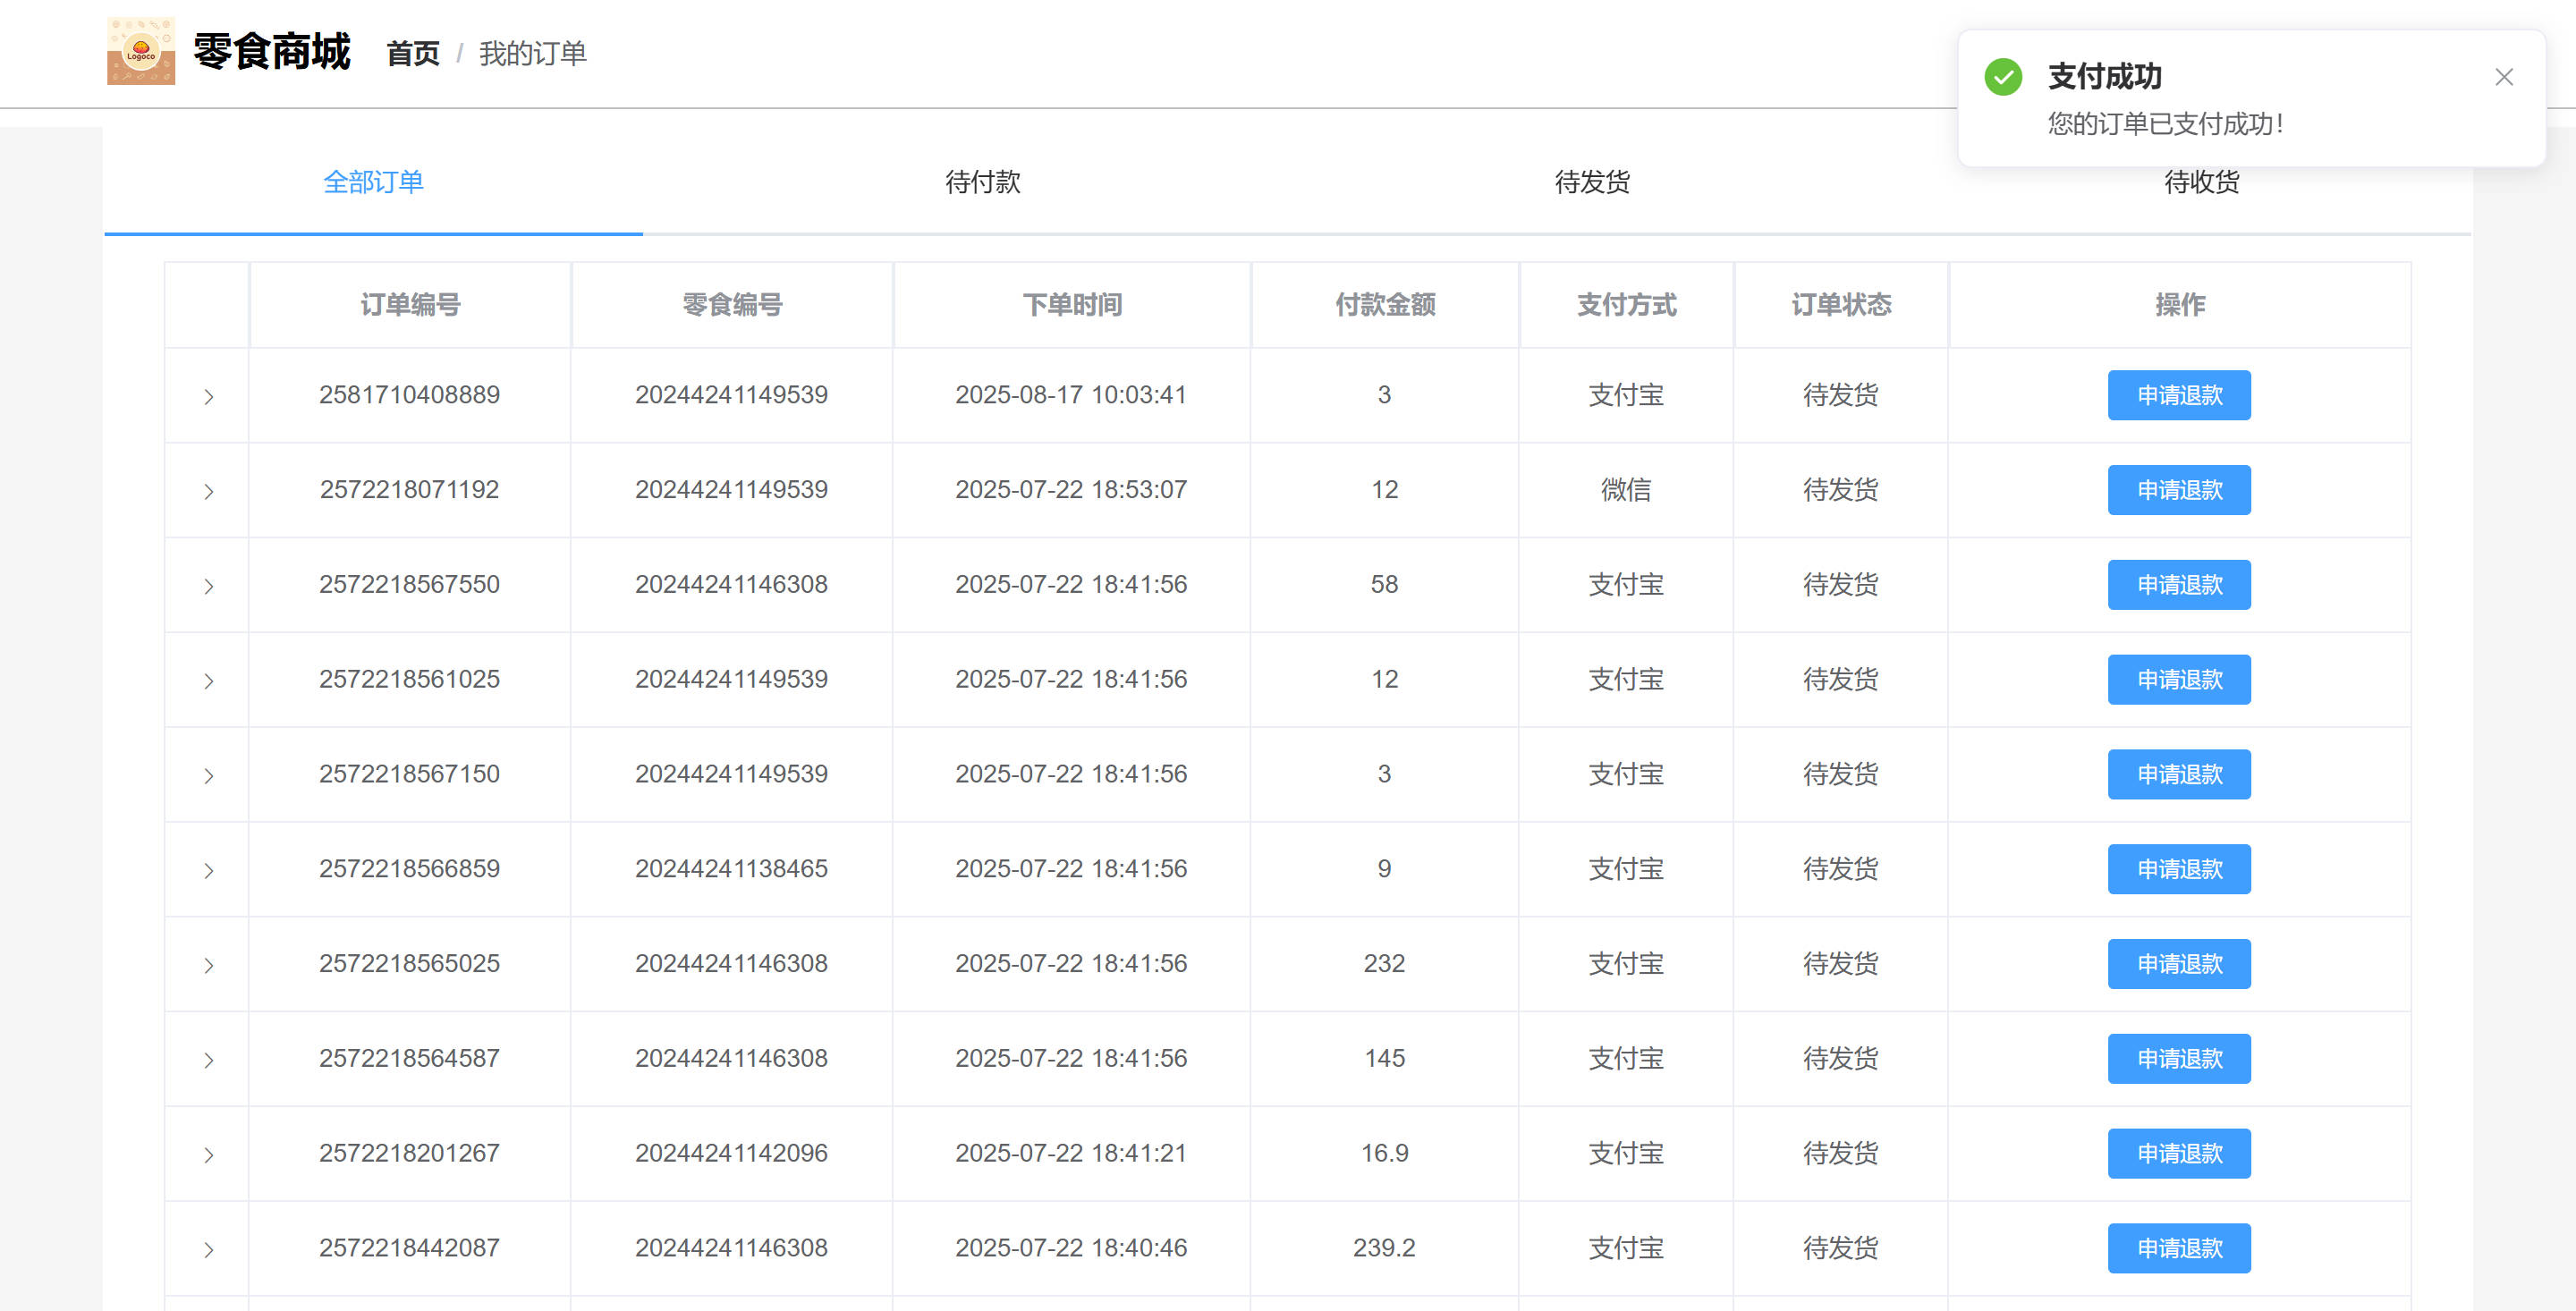 Logoco
零食商城 首页 / 我的订单
支付成功
您的订单已支付成功！
全部订单 待付款 待发货 待收货
订单编号 零食编号 下单时间 付款金额 支付方式 订单状态 操作
2581710408889 20244241149539 2025-08-17 10:03:41 3 支付宝 待发货 申请退款
2572218071192 20244241149539 2025-07-22 18:53:07 12 微信 待发货 申请退款
2572218567550 20244241146308 2025-07-22 18:41:56 58 支付宝 待发货 申请退款
2572218561025 20244241149539 2025-07-22 18:41:56 12 支付宝 待发货 申请退款
2572218567150 20244241149539 2025-07-22 18:41:56 3 支付宝 待发货 申请退款
2572218566859 20244241138465 2025-07-22 18:41:56 9 支付宝 待发货 申请退款
2572218565025 20244241146308 2025-07-22 18:41:56 232 支付宝 待发货 申请退款
2572218564587 20244241146308 2025-07-22 18:41:56 145 支付宝 待发货 申请退款
2572218201267 20244241142096 2025-07-22 18:41:21 16.9 支付宝 待发货 申请退款
2572218442087 20244241146308 2025-07-22 18:40:46 239.2 支付宝 待发货 申请退款